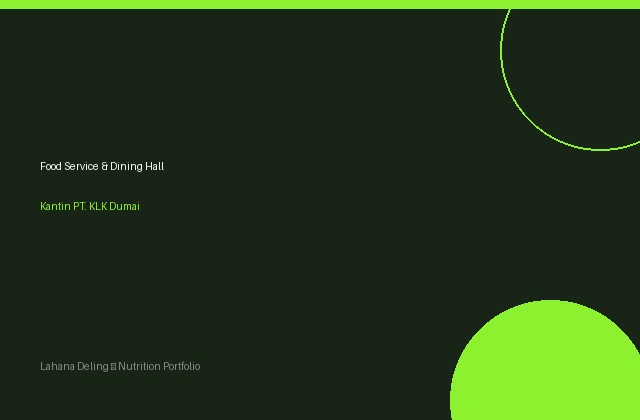 Food Service & Dining Hall
Kantin PT. KLK Dumai
Lahana Deling Nutrition Portfolio